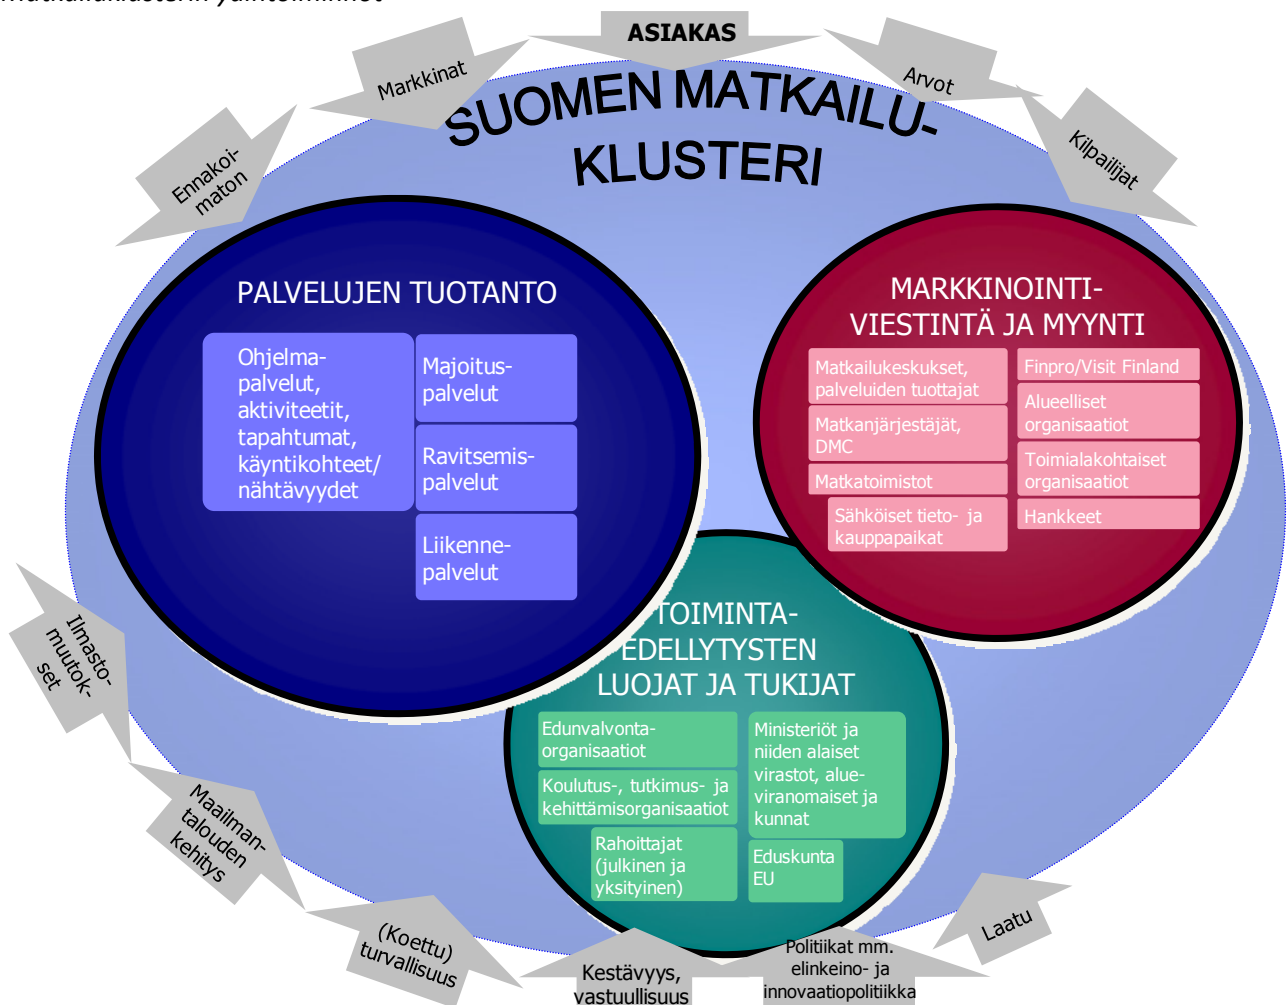 matkailuklusterin ydintoiminnot
ASIAKAS
Markkinat
Arvot
Ennakoi-
maton
Kilpailijat
SUOMEN MATKAILU-
KLUSTERI
PALVELUJEN TUOTANTO
Ohjelma-
palvelut,
aktiviteetit,
tapahtumat,
käyntikohteet/
nähtävyydet
Majoitus-
palvelut
Ravitsemis-
palvelut
Liikenne-
palvelut
MARKKINOINTI-
VIESTINTÄ JA MYYNTI
Matkailukeskukset,
palveluiden tuottajat
Matkanjärjestäjät,
DMC
Matkatoimistot
Sähköiset tieto- ja
kauppapaikat
Finpro/Visit Finland
Alueelliset
organisaatiot
Toimialakohtaiset
organisaatiot
Hankkeet
TOIMINTA-
EDELLYTYSTEN
LUOJAT JA TUKIJAT
Edunvalvonta-
organisaatiot
Koulutus-, tutkimus- ja
kehittämisorganisaatiot
Rahoittajat
(julkinen ja
yksityinen)
Ministeriöt ja
niiden alaiset
virastot, alue-
viranomaiset ja
kunnat
Eduskunta
EU
Ilmasto-
muutok-
set
Maailman-
talouden
kehitys
(Koettu)
turvallisuus
Kestävyys,
vastuullisuus
Politiikat mm.
elinkeino- ja
innovaatiopolitiikka
Laatu